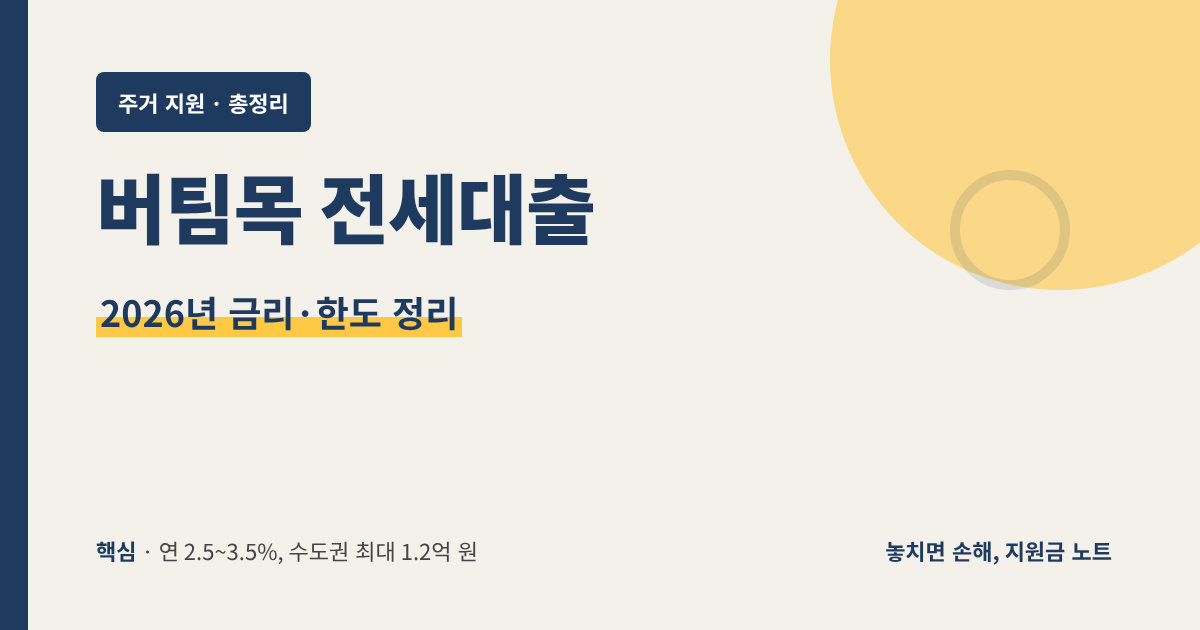 주거 지원 · 총정리
버팀목 전세대출
2026년 금리·한도 정리
핵심 · 연 2.5~3.5%, 수도권 최대 1.2억 원
놓치면 손해, 지원금 노트